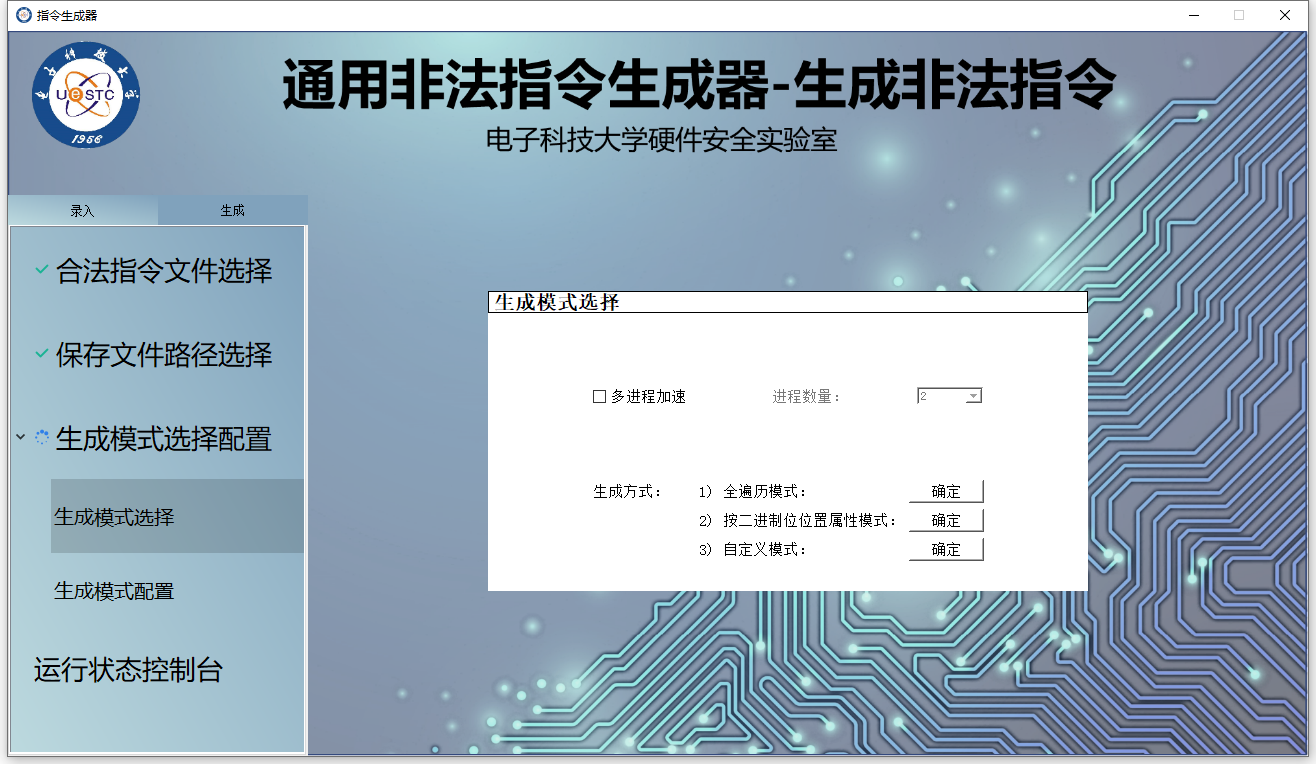 指令生成器
电子科技大
UeSTC
1956
通用非法指令生成器-生成非法指令
电子科技大学硬件安全实验室
录入
生成
合法指令文件选择
保存文件路径选择
生成模式选择配置
生成模式选择
生成模式配置
运行状态控制台
生成模式选择
多进程加速
进程数量：
2
生成方式：
1） 全遍历模式：
确定
2） 按二进制位位置属性模式：
确定
3） 自定义模式：
确定